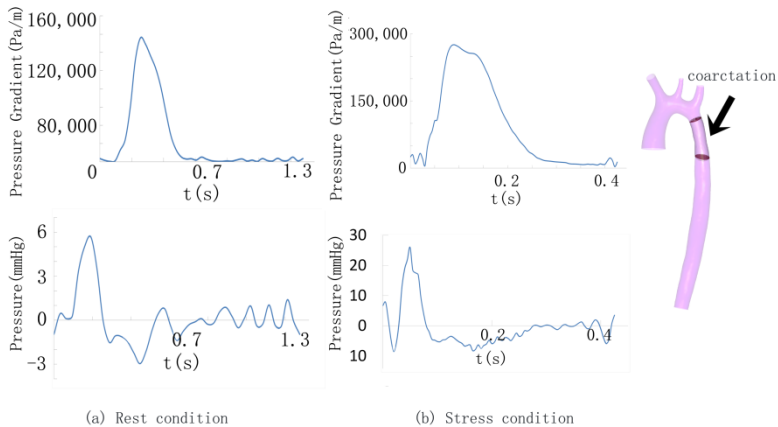 160,000
120,000
80,000
0
0.7
1.3
Pressure Gradient(Pa/m)
t(s)
300,000
150,000
0
0.2
0.4
Pressure Gradient(Pa/m)
t(s)
coarctation
6
3
0
-3
0.7
1.3
Pressure(mmHg)
t(s)
30
20
10
0
10
0.2
0.4
Pressure(mmHg)
t(s)
(a) Rest condition
(b) Stress condition